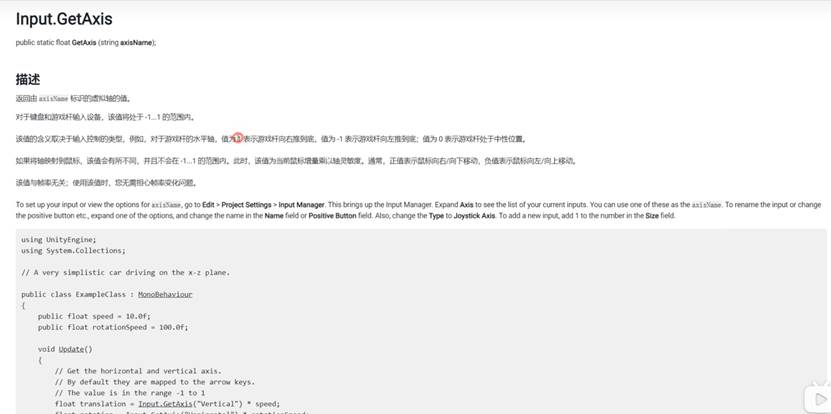 Input.GetAxis
public static float GetAxis (string axisName);
描述
返回由 axisName 标识的虚拟轴的值。
对于键盘和游戏杆输入设备，该值将处于 -1...1 的范围内。
该值的含义取决于输入控制的类型，例如，对于游戏杆的水平轴，值为 1 表示游戏杆向右推到底，值为 -1 表示游戏杆向左推到底；值为 0 表示游戏杆处于中性位置。
如果将轴映射到鼠标，该值会有所不同，并且不会在 -1...1 的范围内。此时，该值为当前鼠标增量乘以轴灵敏度。通常，正值表示鼠标向右/向下移动，负值表示鼠标向左/向上移动。
该值与帧率无关；使用该值时，您无需担心帧率变化问题。
To set up your input or view the options for axisName, go to Edit > Project Settings > Input Manager. This brings up the Input Manager. Expand Axis to see the list of your current inputs. You can use one of these as the axisName. To rename the input or change
the positive button etc., expand one of the options, and change the name in the Name field or Positive Button field. Also, change the Type to Joystick Axis. To add a new input, add 1 to the number in the Size field.
using UnityEngine;
using System.Collections;
// A very simplistic car driving on the x-z plane.
public class ExampleClass : MonoBehaviour
{
public float speed = 10.0f;
public float rotationSpeed = 100.0f;
void Update()
{
// Get the horizontal and vertical axis.
// By default they are mapped to the arrow keys.
// The value is in the range -1 to 1
float translation = Input.GetAxis("Vertical") * speed;